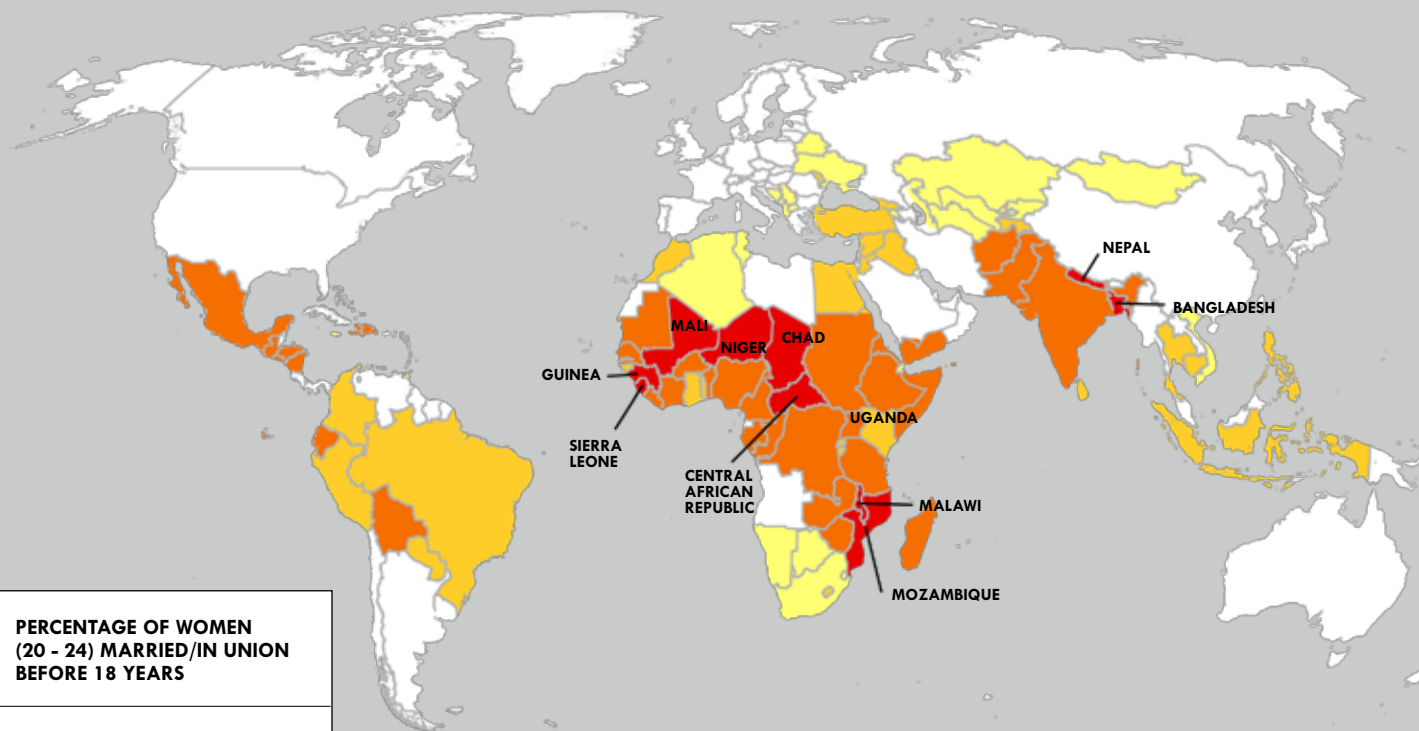 NEPAL
BANGLADESH
MALI
NIGER
CHAD
GUINEA
UGANDA
SIERRA
LEONE
CENTRAL
AFRICAN
REPUBLIC
MALAWI
MOZAMBIQUE
PERCENTAGE OF WOMEN
(20 - 24) MARRIED/IN UNION
BEFORE 18 YEARS